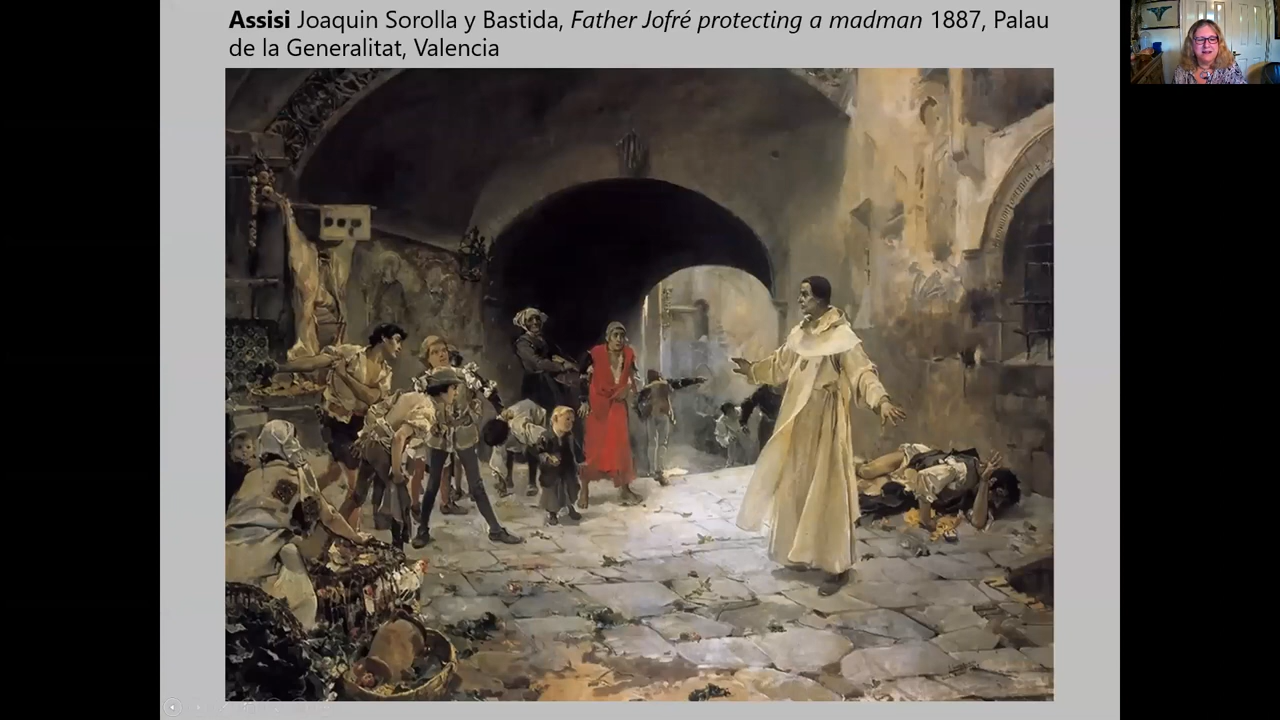 Assisi Joaquin Sorolla y Bastida, Father Jofré protecting a madman 1887, Palau
de la Generalitat, Valencia